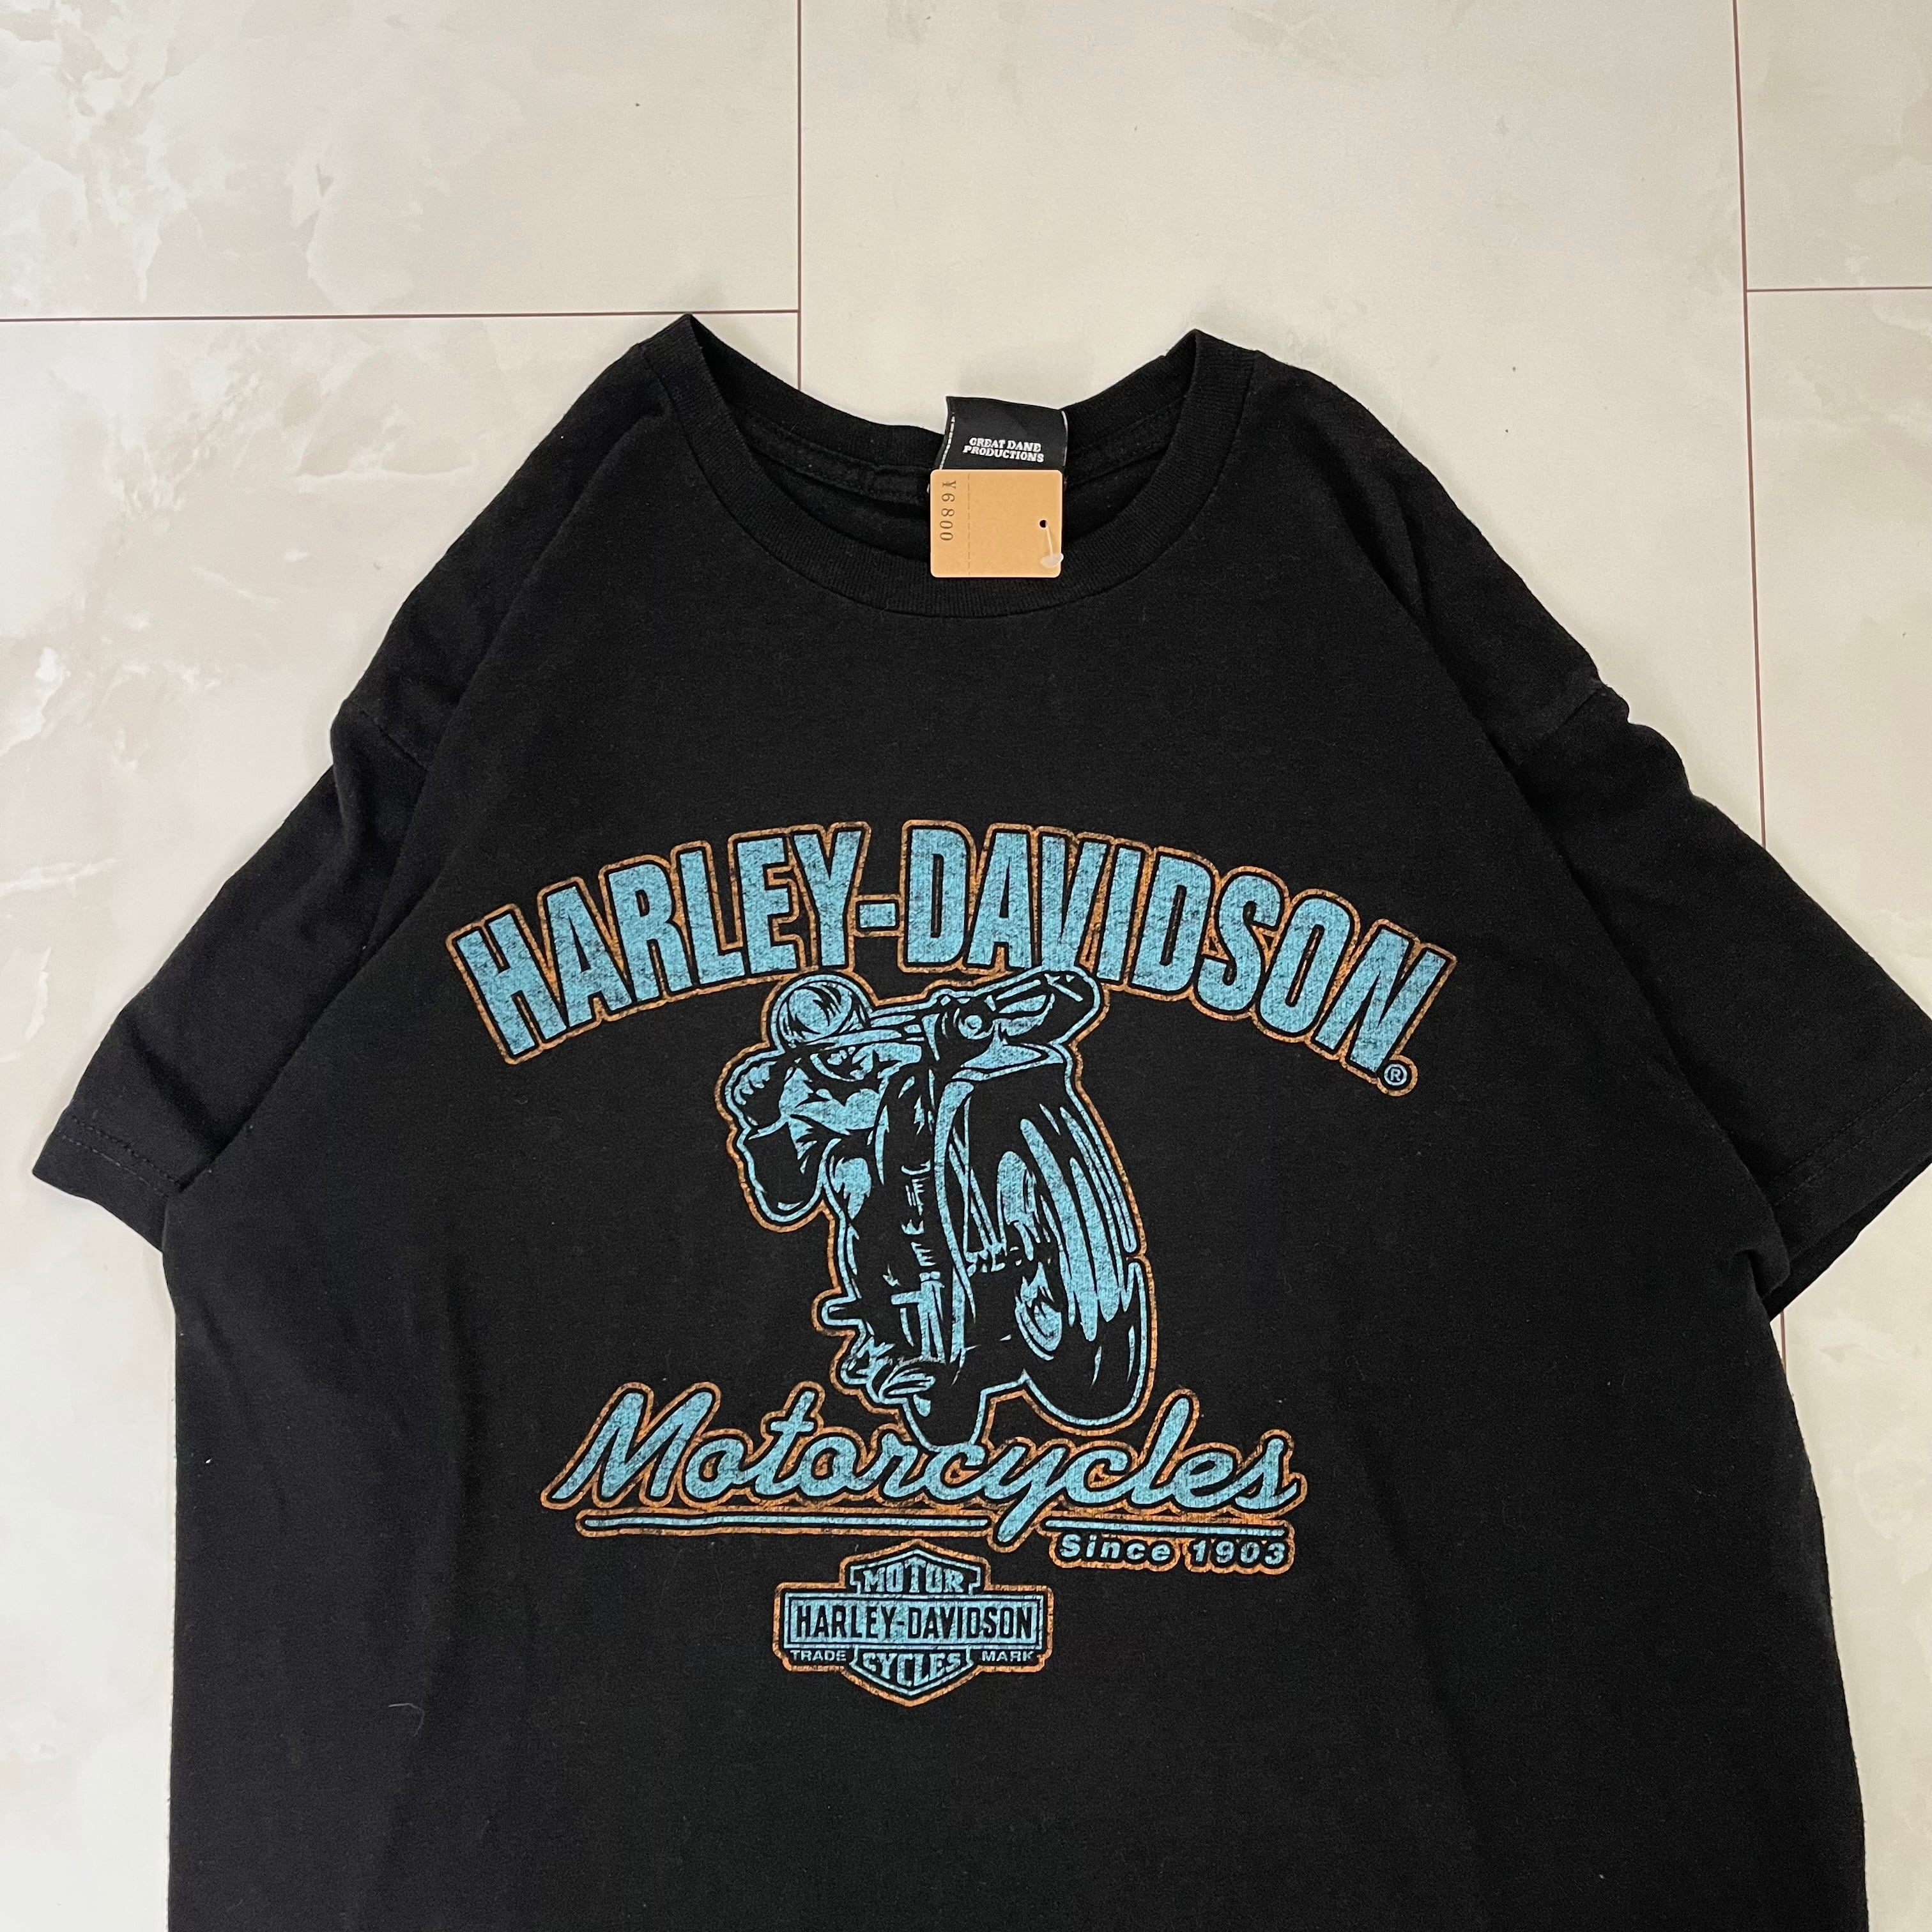 GREAT DANE
PRODUCTIONS
¥6800
HARLEY-DAVIDSON®
Motorcycles
Since 1903
MOTOR
HARLEY-DAVIDSON
TRADE CYCLES MARK